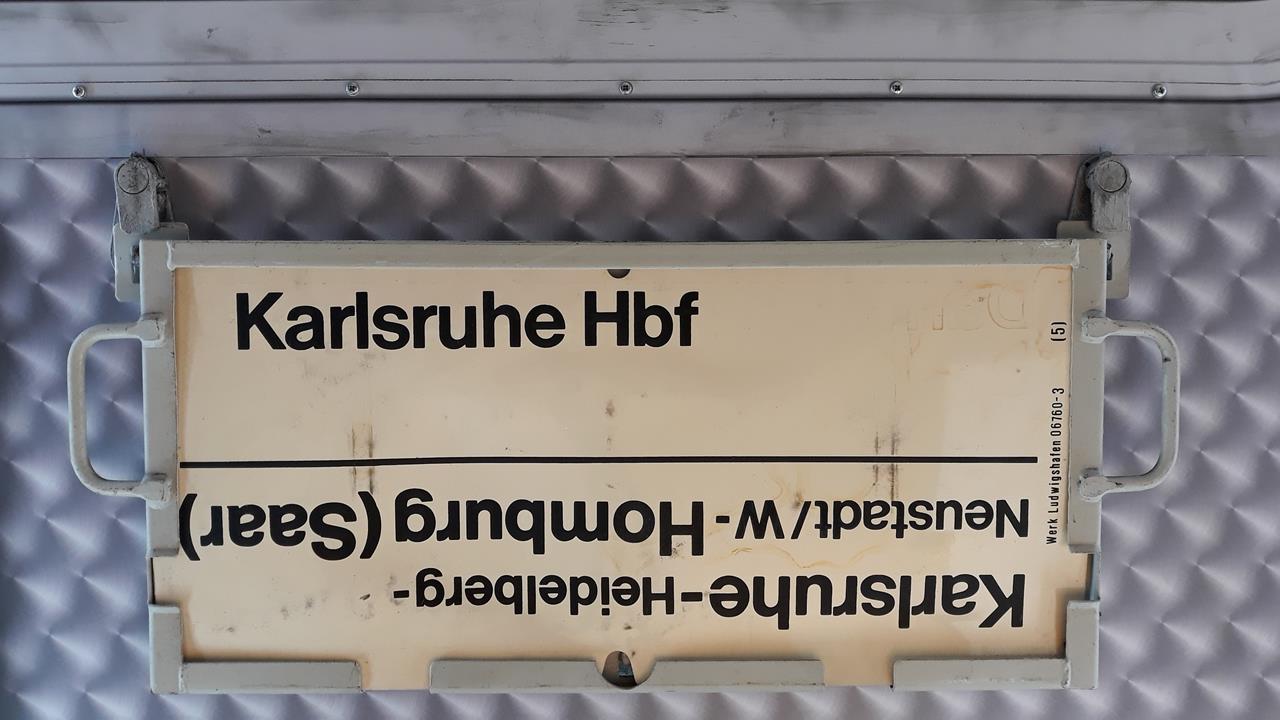 Karlsruhe Hbf
Karlsruhe-Heidelberg-
Neustadt/W-Homburg (Saar)
Werk Ludwigshafen 06760-3 (5)